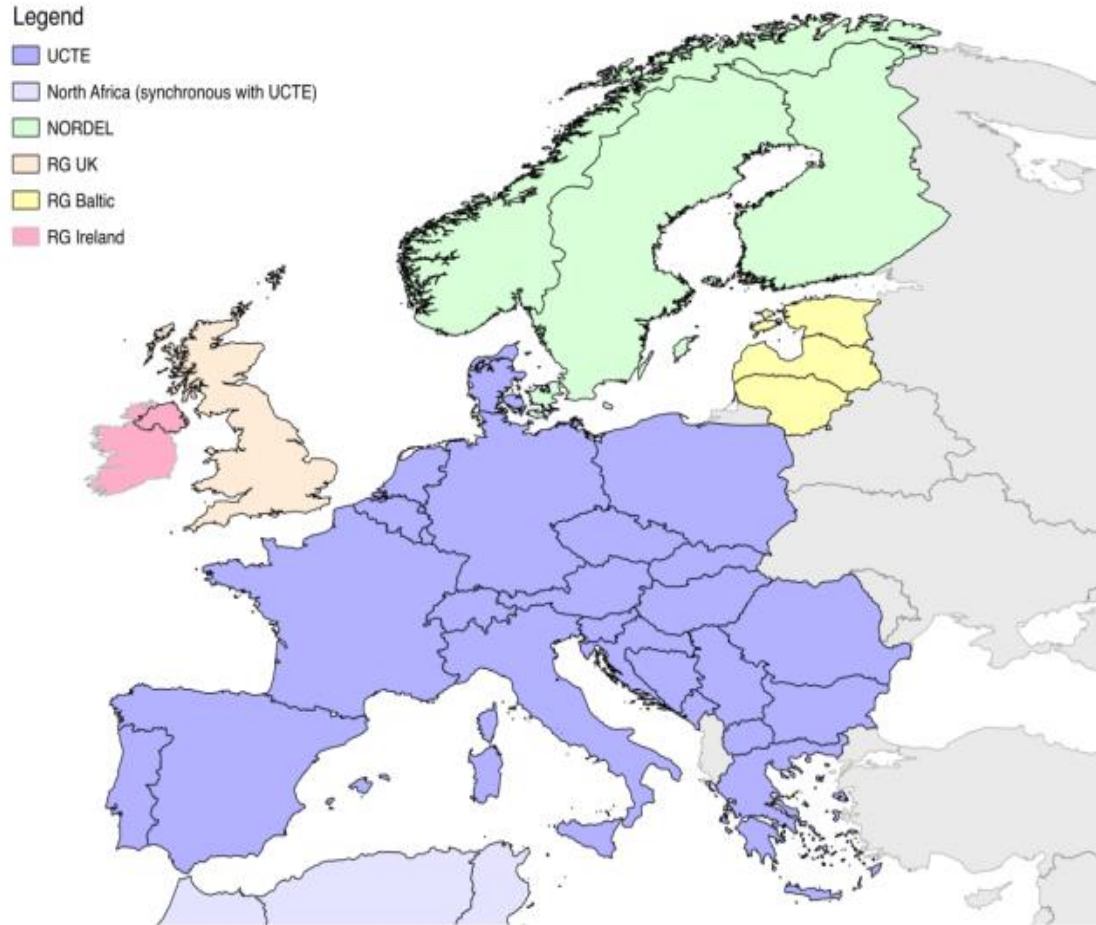 Legend
UCTE
North Africa (synchronous with UCTE)
NORDEL
RG UK
RG Baltic
RG Ireland